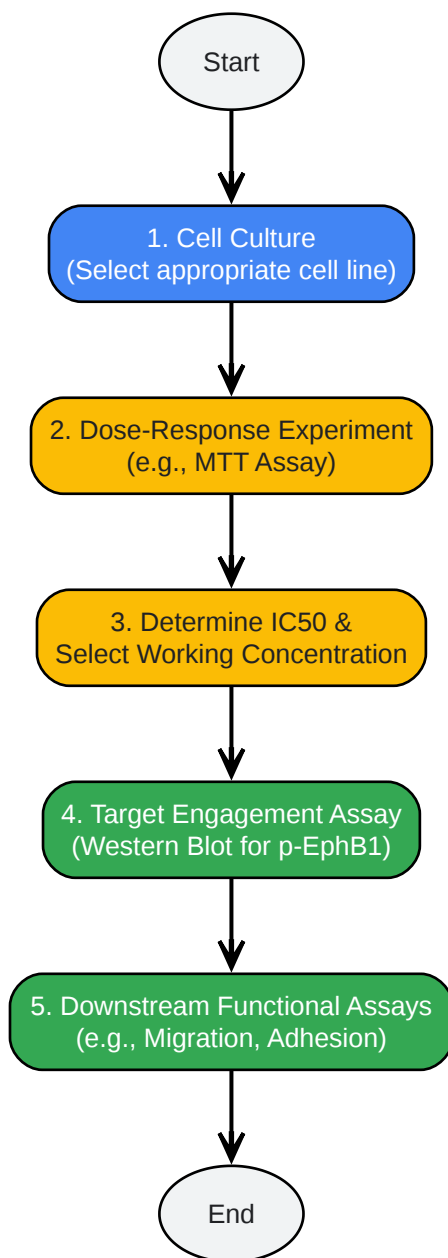 Start
1. Cell Culture
(Select appropriate cell line)
2. Dose-Response Experiment
(e.g., MTT Assay)
3. Determine IC50 &
Select Working Concentration
4. Target Engagement Assay
(Western Blot for p-EphB1)
5. Downstream Functional Assays
(e.g., Migration, Adhesion)
End